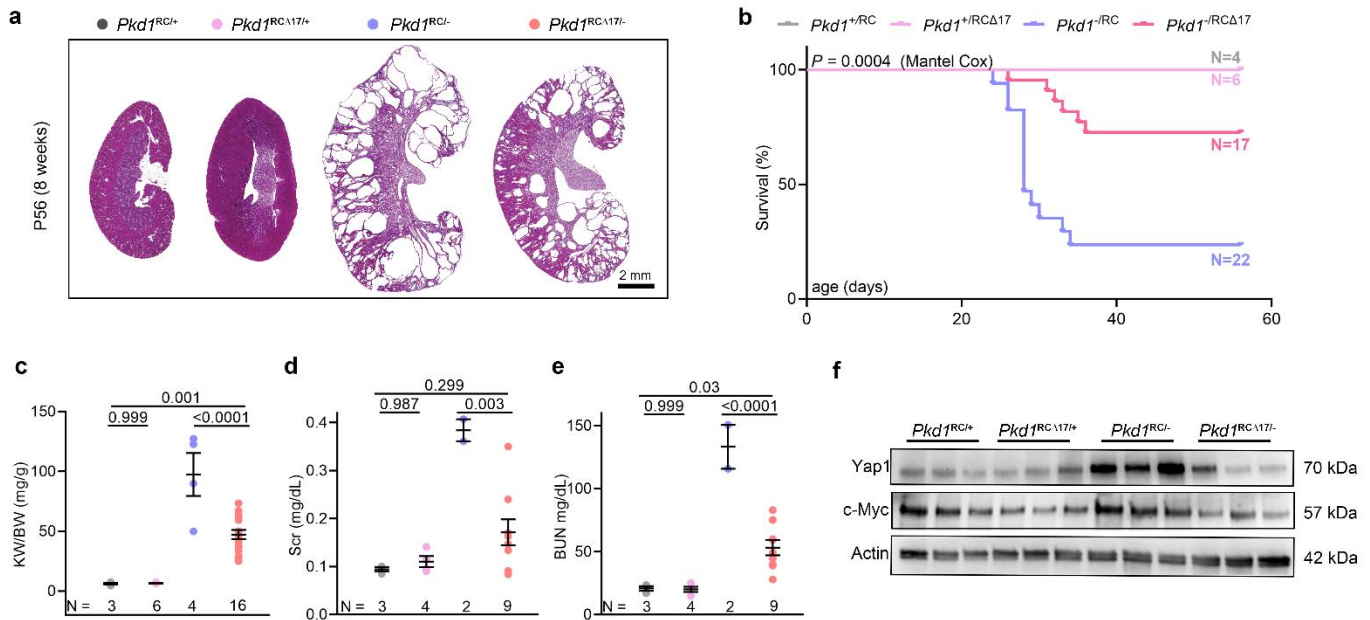 a
Pkd1RC/+ Pkd1RCΔ17/+ Pkd1RC/- Pkd1RCΔ17/-
P56 (8 weeks)
2 mm
b
Pkd1+/RC Pkd1+/RCΔ17 Pkd1-/RC Pkd1-/RCΔ17
P = 0.0004 (Mantel Cox)
N=4
N=6
N=17
N=22
Survival (%)
100
50
0
age (days)
0 20 40 60
c
0.001
0.999 <0.0001
KW/BW (mg/g)
150
100
50
0
N = 3 6 4 16
d
0.299
0.987 0.003
Scr (mg/dL)
0.4
0.3
0.2
0.1
0.0
N = 3 4 2 9
e
0.03
0.999 <0.0001
BUN mg/dL)
150
100
50
0
N = 3 4 2 9
f
Pkd1RC/+ Pkd1RCΔ17/+ Pkd1RC/- Pkd1RCΔ17/-
Yap1 70 kDa
c-Myc 57 kDa
Actin 42 kDa